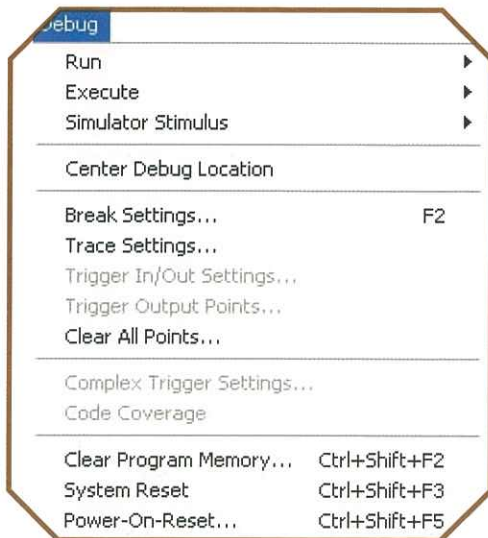 Debug
Run
Execute
Simulator Stimulus
Center Debug Location
Break Settings... F2
Trace Settings...
Trigger In/Out Settings...
Trigger Output Points...
Clear All Points...
Complex Trigger Settings...
Code Coverage
Clear Program Memory... Ctrl+Shift+F2
System Reset Ctrl+Shift+F3
Power-On-Reset... Ctrl+Shift+F5